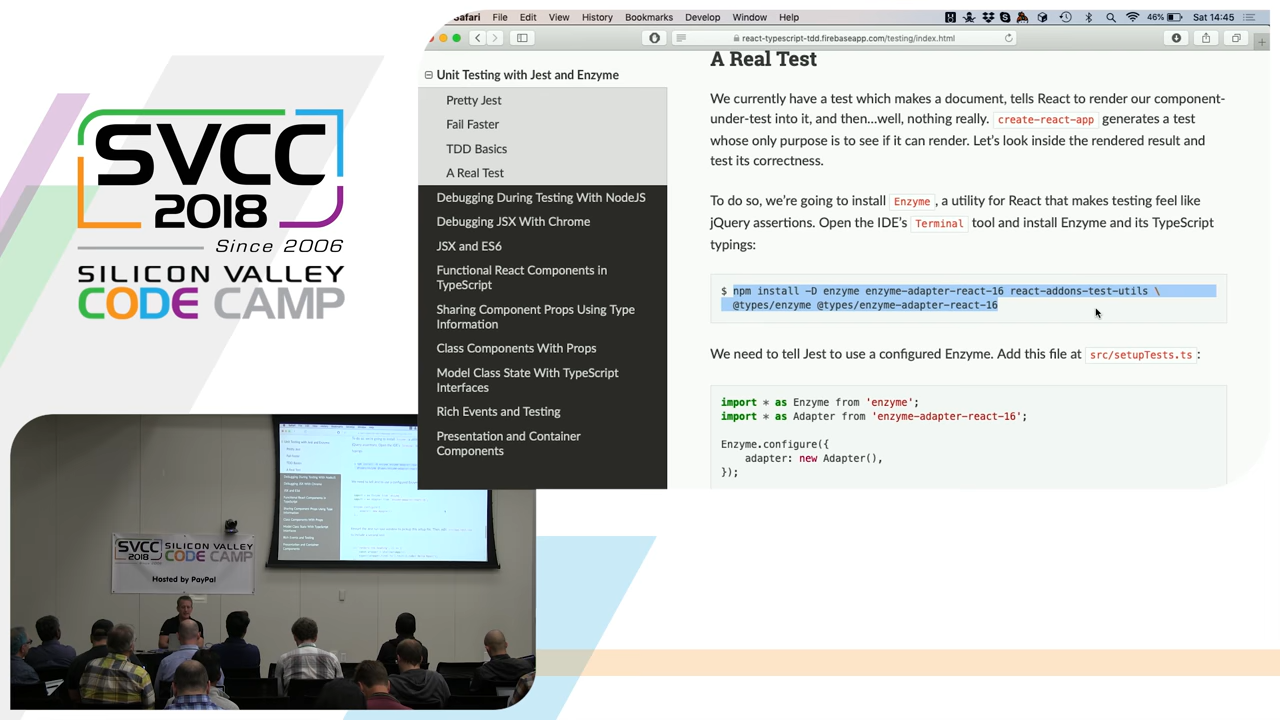 SVCC
2018
Since 2006
SILICON VALLEY
CODE CAMP
Safari File Edit View History Bookmarks Develop Window Help
46% Sat 14:45
react-typescript-tdd.firebaseapp.com/testing/index.html
Unit Testing with Jest and Enzyme
Pretty Jest
Fail Faster
TDD Basics
A Real Test
Debugging During Testing With NodeJS
Debugging JSX With Chrome
JSX and ES6
Functional React Components in
TypeScript
Sharing Component Props Using Type
Information
Class Components With Props
Model Class State With TypeScript
Interfaces
Rich Events and Testing
Presentation and Container
Components
A Real Test
We currently have a test which makes a document, tells React to render our component-
under-test into it, and then…well, nothing really. create-react-app generates a test
whose only purpose is to see if it can render. Let’s look inside the rendered result and
test its correctness.
To do so, we’re going to install Enzyme, a utility for React that makes testing feel like
jQuery assertions. Open the IDE’s Terminal tool and install Enzyme and its TypeScript
typings:
$ npm install -D enzyme enzyme-adapter-react-16 react-addons-test-utils \
@types/enzyme @types/enzyme-adapter-react-16
We need to tell Jest to use a configured Enzyme. Add this file at src/setupTests.ts:
import * as Enzyme from 'enzyme';
import * as Adapter from 'enzyme-adapter-react-16';
Enzyme.configure({
adapter: new Adapter(),
});
SVCC
2018
SILICON VALLEY
CODE CAMP
Hosted by PayPal